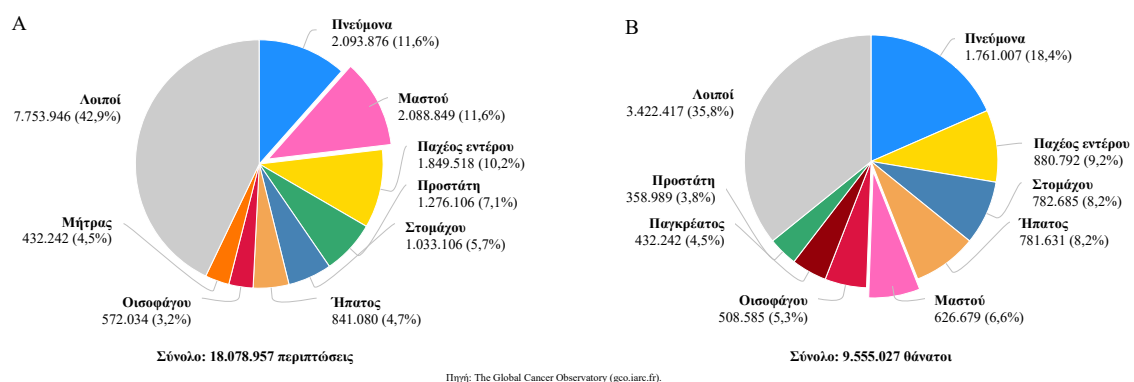 A
Πνεύμονα
2.093.876 (11,6%)
Μαστού
2.088.849 (11,6%)
Παχέος εντέρου
1.849.518 (10,2%)
Προστάτη
1.276.106 (7,1%)
Στομάχου
1.033.106 (5,7%)
Ήπατος
841.080 (4,7%)
Οισοφάγου
572.034 (3,2%)
Μήτρας
432.242 (4,5%)
Λοιποί
7.753.946 (42,9%)
Σύνολο: 18.078.957 περιπτώσεις
B
Πνεύμονα
1.761.007 (18,4%)
Παχέος εντέρου
880.792 (9,2%)
Στομάχου
782.685 (8,2%)
Ήπατος
781.631 (8,2%)
Μαστού
626.679 (6,6%)
Οισοφάγου
508.585 (5,3%)
Παγκρέατος
432.242 (4,5%)
Προστάτη
358.989 (3,8%)
Λοιποί
3.422.417 (35,8%)
Σύνολο: 9.555.027 θάνατοι
Πηγή: The Global Cancer Observatory (gco.iarc.fr).